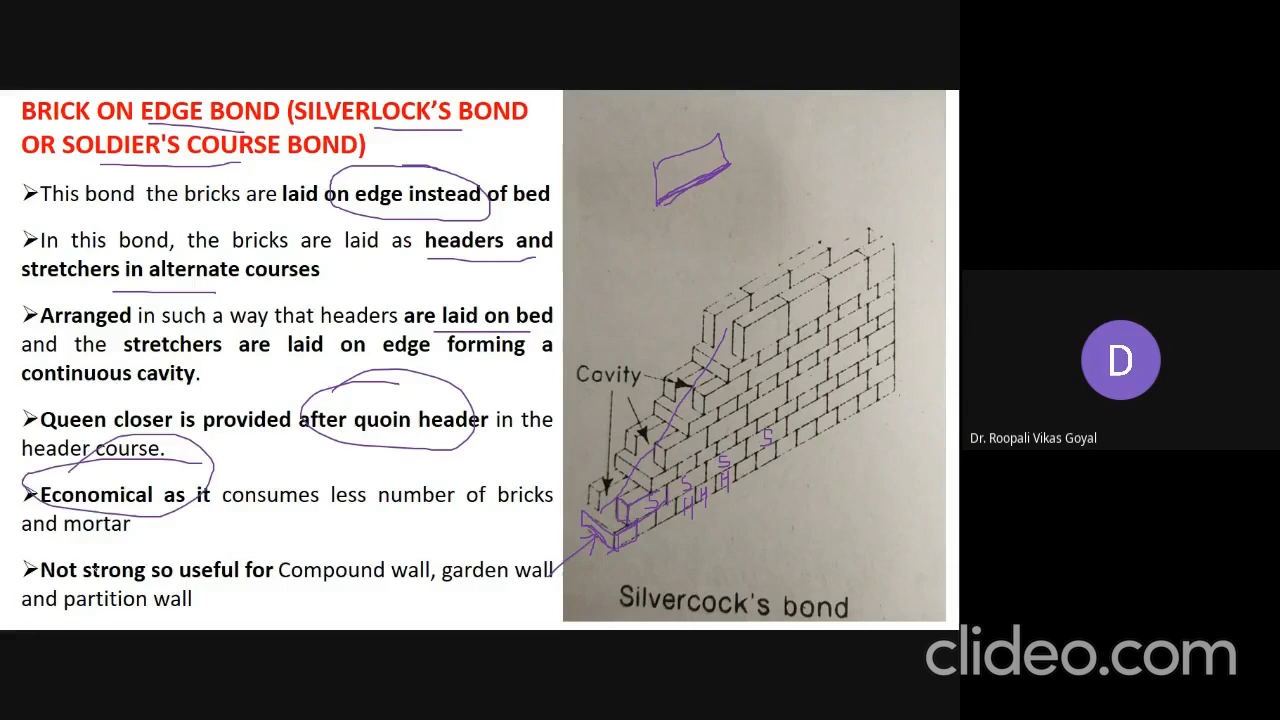 BRICK ON EDGE BOND (SILVERLOCK'S BOND
OR SOLDIER'S COURSE BOND)
➢This bond the bricks are laid on edge instead of bed
➢In this bond, the bricks are laid as headers and
stretchers in alternate courses
➢Arranged in such a way that headers are laid on bed
and the stretchers are laid on edge forming a
continuous cavity.
➢Queen closer is provided after quoin header in the
header course.
➢Economical as it consumes less number of bricks
and mortar
➢Not strong so useful for Compound wall, garden wall
and partition wall
Cavity
S S S S
H H H
Silvercock's bond
D
Dr. Roopali Vikas Goyal
clideo.com